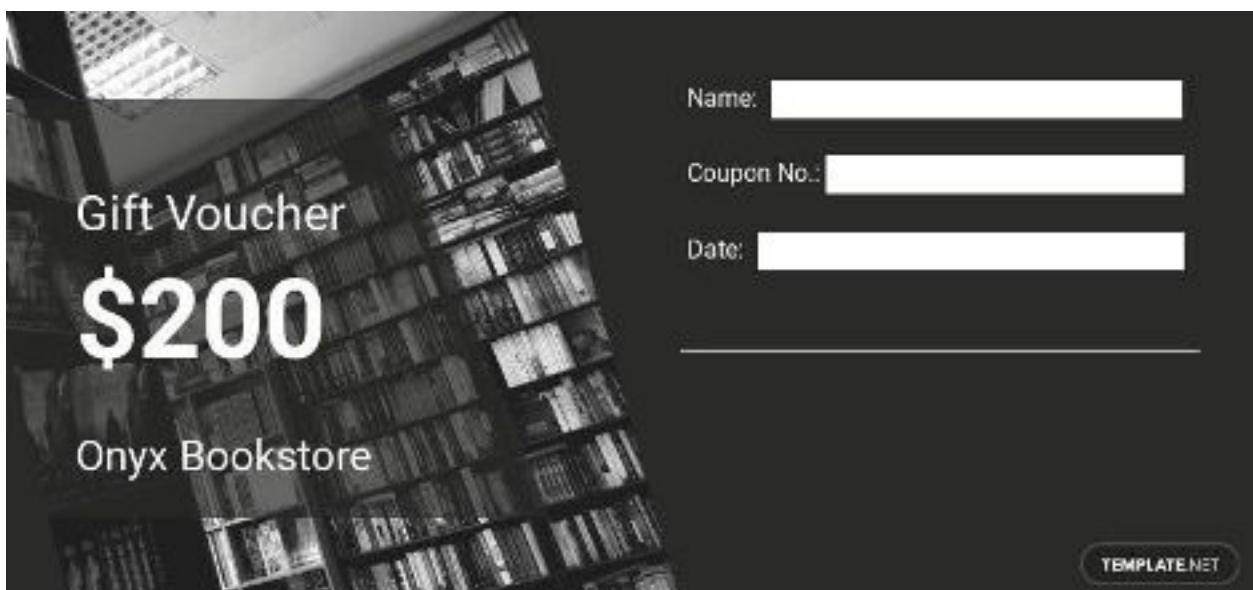 Gift Voucher
$200
Onyx Bookstore
Name:
Coupon No.:
Date:
TEMPLATE.NET